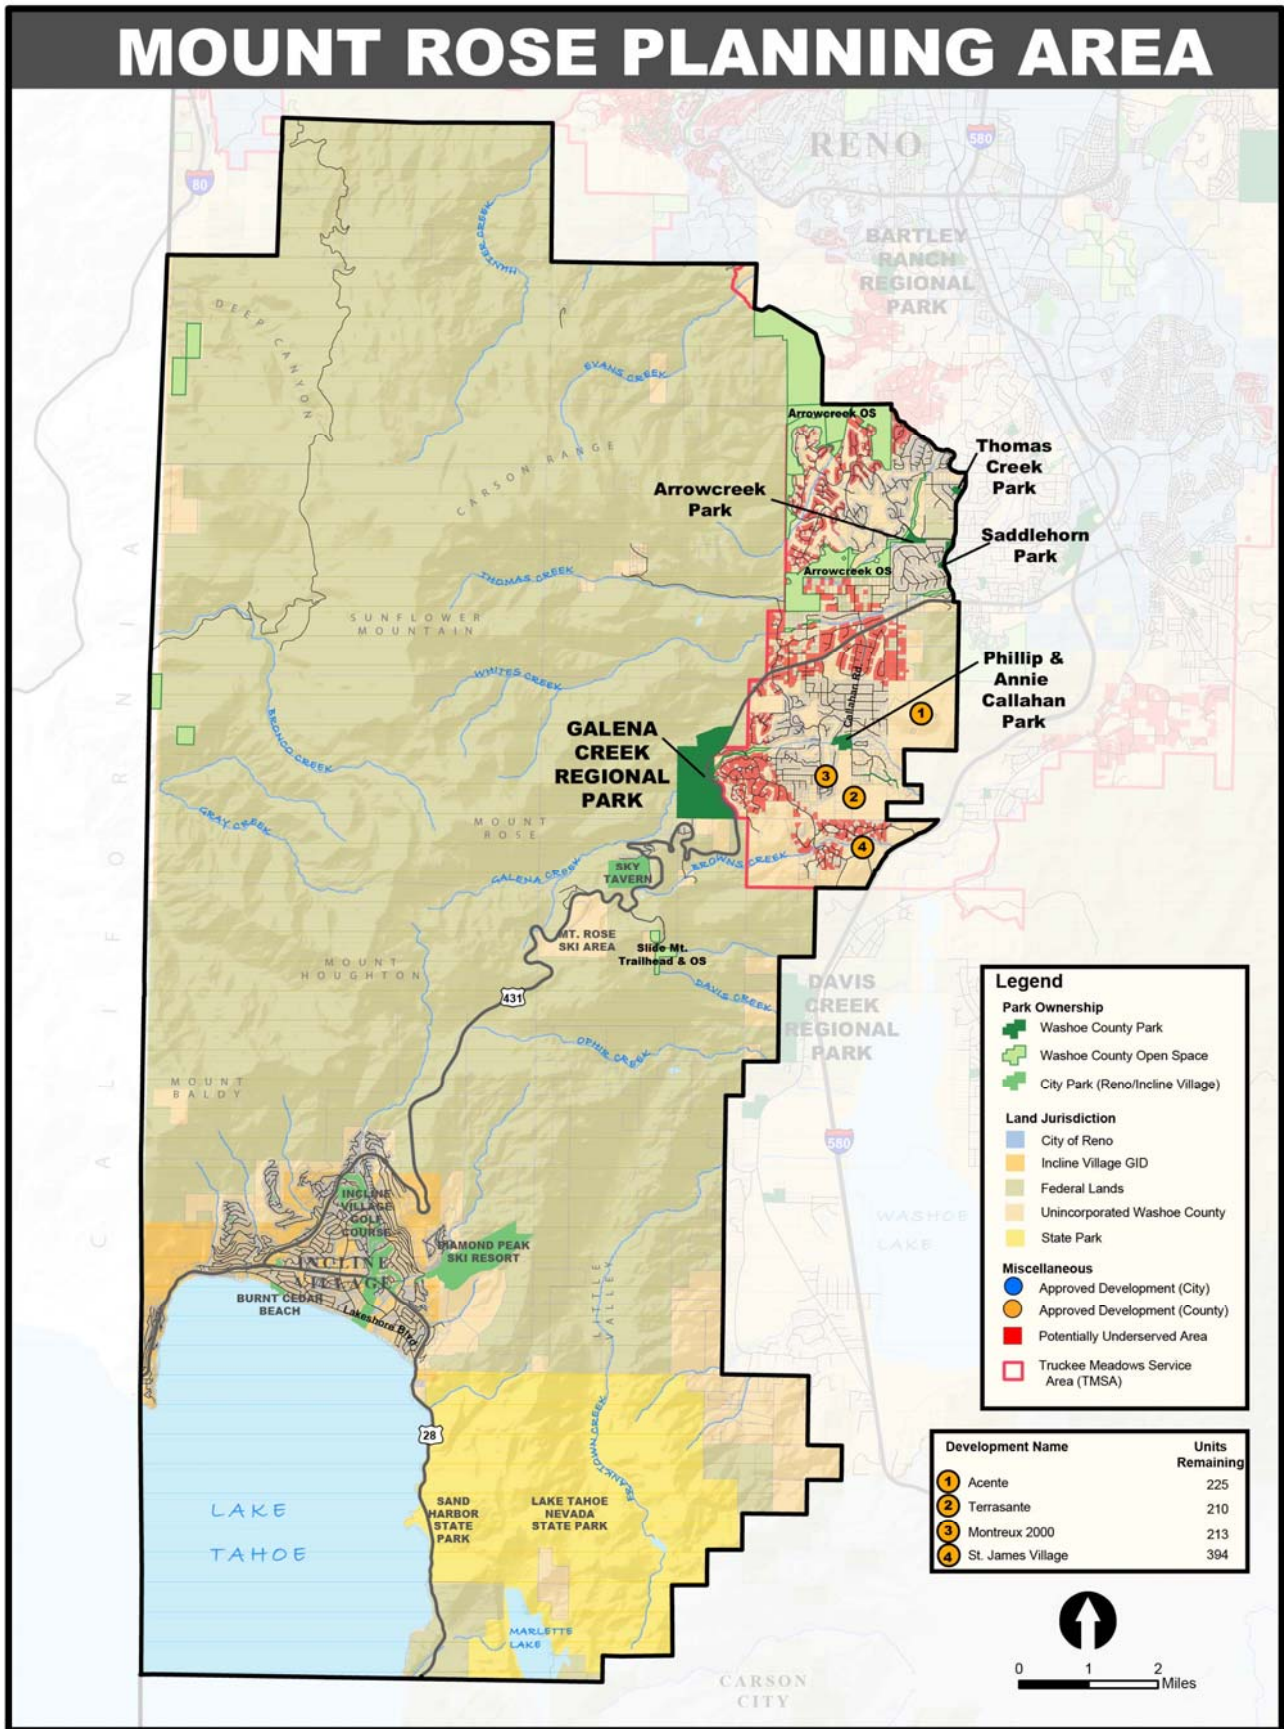 MOUNT ROSE PLANNING AREA
RENO
580
80
BARTLEY
RANCH
REGIONAL
PARK
HUNTER CREEK
DEEP CANYON
EVANS CREEK
CARSON RANGE
Arrowcreek OS
Thomas
Creek
Park
Arrowcreek
Park
Saddlehorn
Park
Arrowcreek OS
THOMAS CREEK
SUNFLOWER
MOUNTAIN
WHITES CREEK
Callahan Rd
Phillip &
Annie
Callahan
Park
1
GALENA
CREEK
REGIONAL
PARK
3
2
BRONCO CREEK
GRAY CREEK
MOUNT
ROSE
4
CALIFORNIA
GALENA CREEK
SKY
TAVERN
BROWNS CREEK
MT. ROSE
SKI AREA
Slide Mt.
Trailhead & OS
MOUNT
HOUGHTON
431
DAVIS CREEK
DAVIS
CREEK
REGIONAL
PARK
OPHIR CREEK
MOUNT
BALDY
580
WASHOE
LAKE
INCLINE
VILLAGE
GOLF
COURSE
DIAMOND PEAK
SKI RESORT
INCLINE
VILLAGE
BURNT CEDAR
BEACH
Lakeshore Blvd
LITTLE
VALLEY
FRANKTOWN CREEK
28
LAKE
TAHOE
SAND
HARBOR
STATE
PARK
LAKE TAHOE
NEVADA
STATE PARK
MARLETTE
LAKE
CARSON
CITY
Legend
Park Ownership
Washoe County Park
Washoe County Open Space
City Park (Reno/Incline Village)
Land Jurisdiction
City of Reno
Incline Village GID
Federal Lands
Unincorporated Washoe County
State Park
Miscellaneous
Approved Development (City)
Approved Development (County)
Potentially Underserved Area
Truckee Meadows Service
Area (TMSA)
Development Name Units
Remaining
1 Acente 225
2 Terrasante 210
3 Montreux 2000 213
4 St. James Village 394
0 1 2
Miles